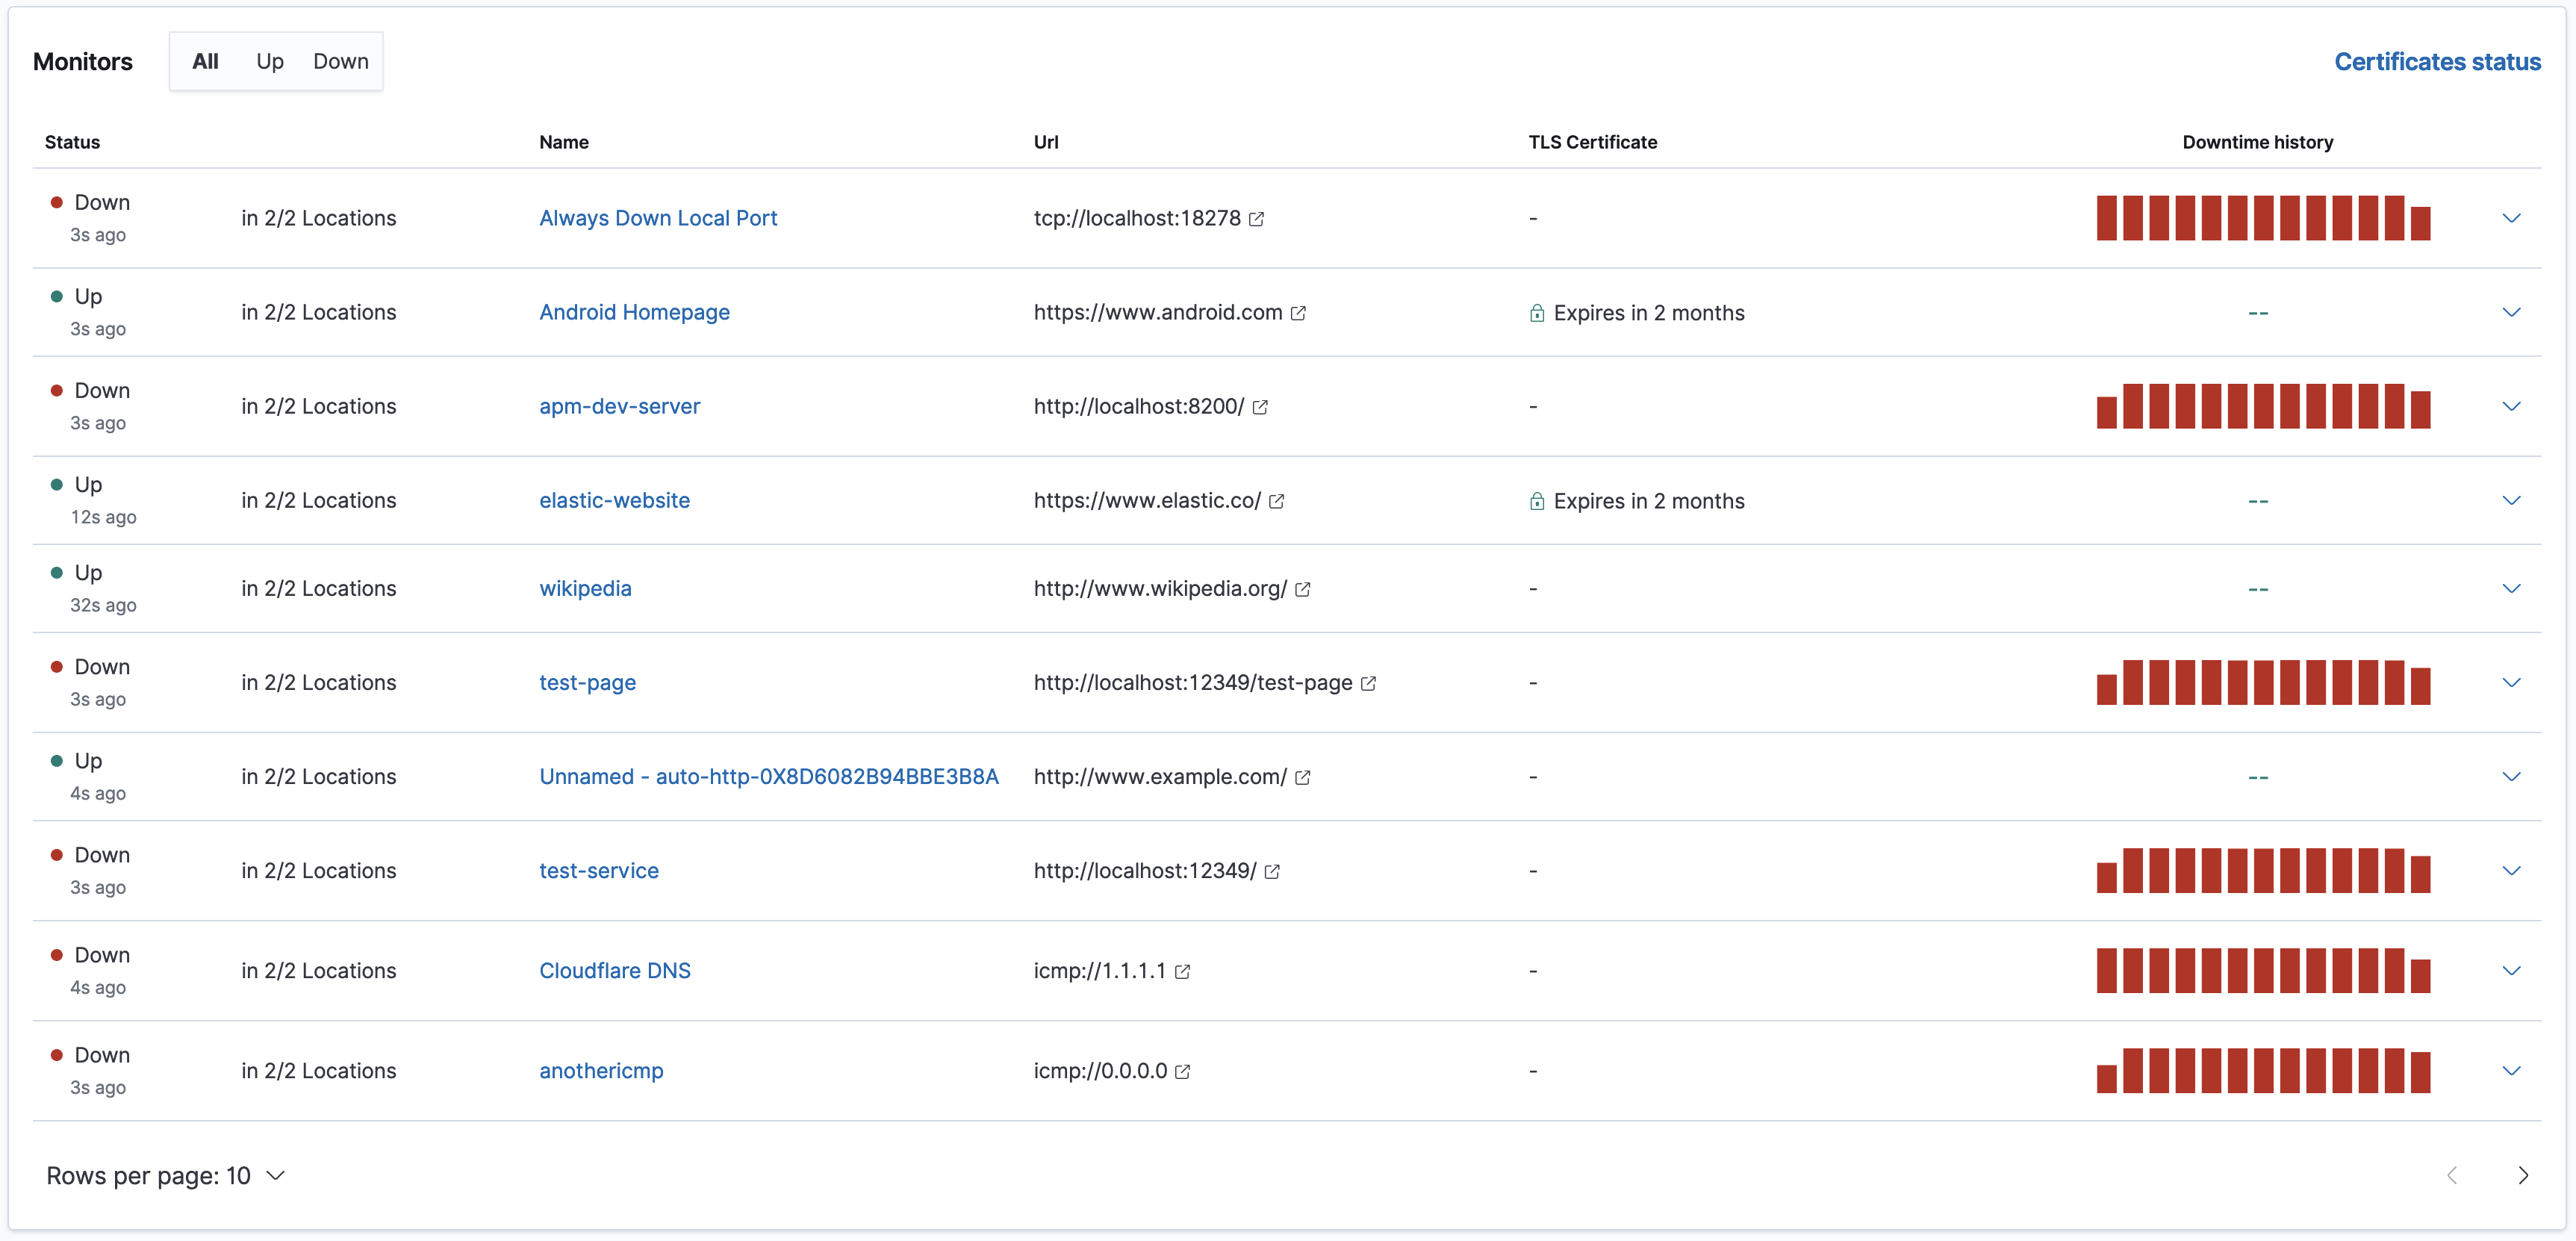 Monitors All Up Down Certificates status
Status Name Url TLS Certificate Downtime history
Down
3s ago
in 2/2 Locations Always Down Local Port tcp://localhost:18278 -
Up
3s ago
in 2/2 Locations Android Homepage https://www.android.com Expires in 2 months --
Down
3s ago
in 2/2 Locations apm-dev-server http://localhost:8200/ -
Up
12s ago
in 2/2 Locations elastic-website https://www.elastic.co/ Expires in 2 months --
Up
32s ago
in 2/2 Locations wikipedia http://www.wikipedia.org/ - --
Down
3s ago
in 2/2 Locations test-page http://localhost:12349/test-page -
Up
4s ago
in 2/2 Locations Unnamed - auto-http-0X8D6082B94BBE3B8A http://www.example.com/ - --
Down
3s ago
in 2/2 Locations test-service http://localhost:12349/ -
Down
4s ago
in 2/2 Locations Cloudflare DNS icmp://1.1.1.1 -
Down
3s ago
in 2/2 Locations anothericmp icmp://0.0.0.0 -
Rows per page: 10